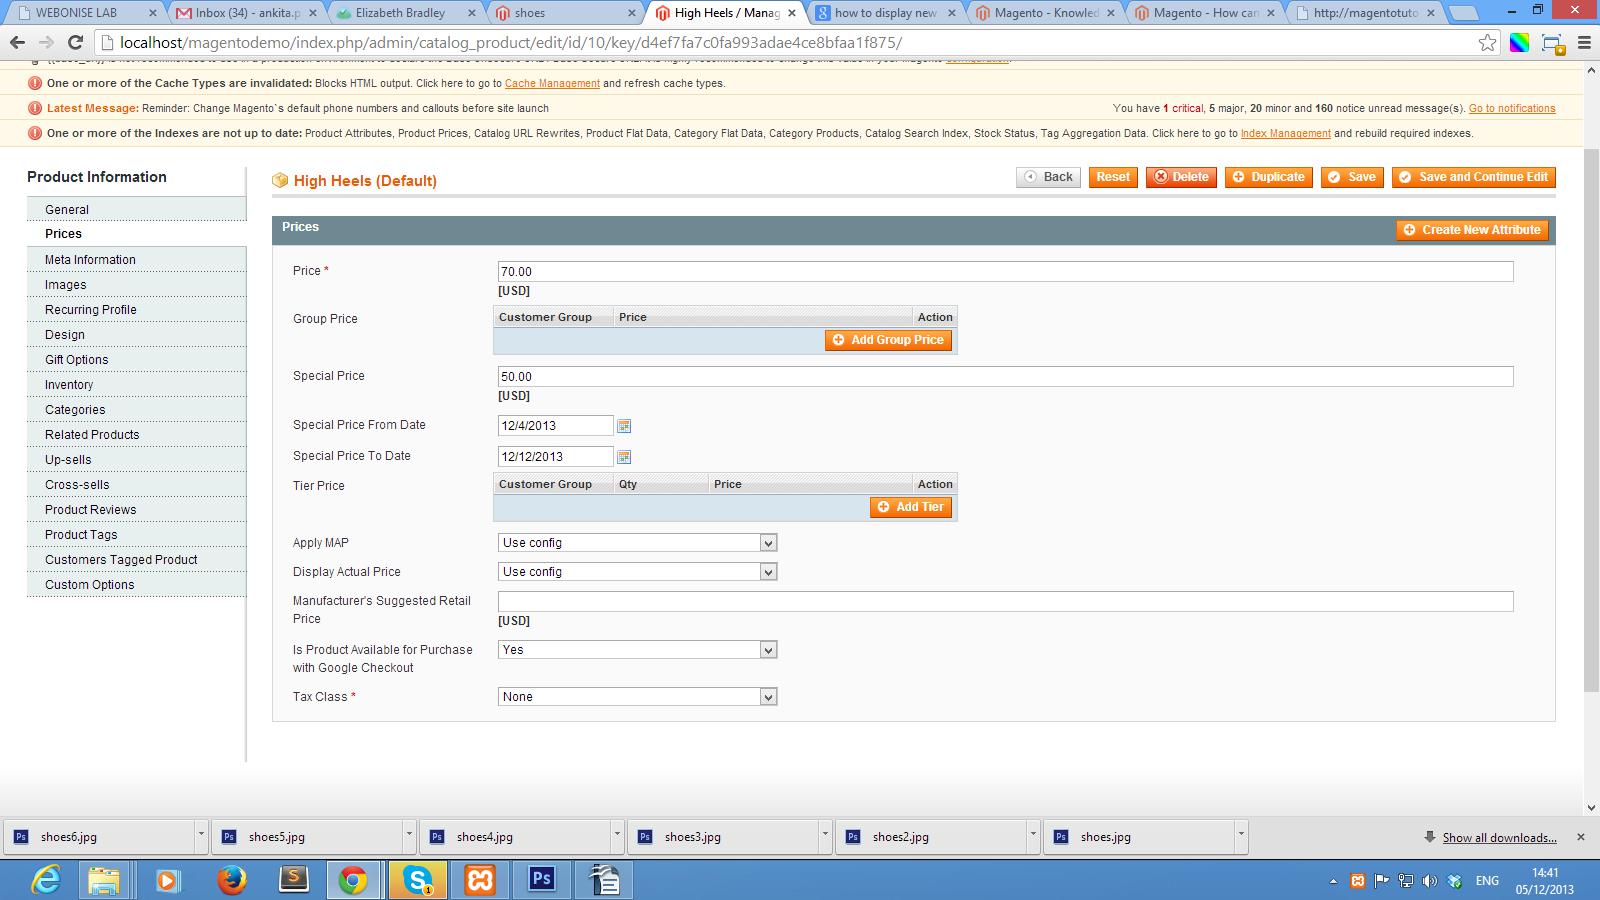 WEBONISE LAB
Inbox (34) - ankita.p
Elizabeth Bradley
shoes
High Heels / Manag
how to display new
Magento - Knowled
Magento - How can
http://magentotuto
localhost/magentodemo/index.php/admin/catalog_product/edit/id/10/key/d4ef7fa7c0fa993adae4ce8bfaa1f875/
One or more of the Cache Types are invalidated: Blocks HTML output. Click here to go to Cache Management and refresh cache types.
Latest Message: Reminder: Change Magento`s default phone numbers and callouts before site launch
You have 1 critical, 5 major, 20 minor and 160 notice unread message(s). Go to notifications
One or more of the Indexes are not up to date: Product Attributes, Product Prices, Catalog URL Rewrites, Product Flat Data, Category Flat Data, Category Products, Catalog Search Index, Stock Status, Tag Aggregation Data. Click here to go to Index Management and rebuild required indexes.
Product Information
General
Prices
Meta Information
Images
Recurring Profile
Design
Gift Options
Inventory
Categories
Related Products
Up-sells
Cross-sells
Product Reviews
Product Tags
Customers Tagged Product
Custom Options
High Heels (Default)
Back
Reset
Delete
Duplicate
Save
Save and Continue Edit
Prices
Create New Attribute
Price *
70.00
[USD]
Group Price
Customer Group
Price
Action
Add Group Price
Special Price
50.00
[USD]
Special Price From Date
12/4/2013
Special Price To Date
12/12/2013
Tier Price
Customer Group
Qty
Price
Action
Add Tier
Apply MAP
Use config
Display Actual Price
Use config
Manufacturer's Suggested Retail
Price
[USD]
Is Product Available for Purchase
with Google Checkout
Yes
Tax Class *
None
Ps shoes6.jpg
Ps shoes5.jpg
Ps shoes4.jpg
Ps shoes3.jpg
Ps shoes2.jpg
Ps shoes.jpg
Show all downloads...
S
1
Ps
ENG
14:41
05/12/2013